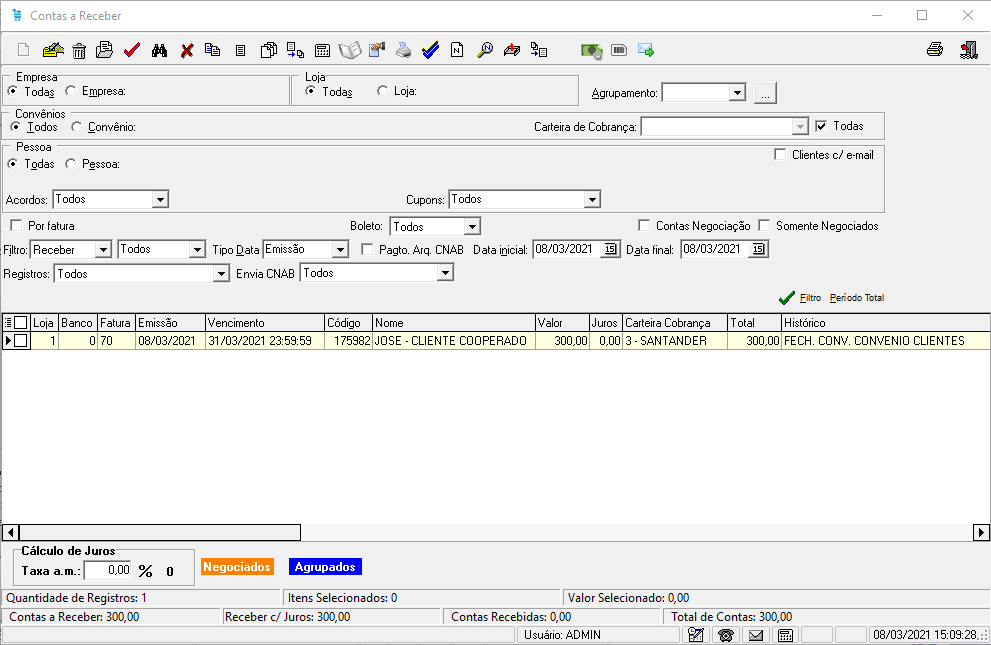 Contas a Receber
Empresa
Todas Empresa:
Loja
Todas Loja:
Agrupamento: ...
Convênios
Todos Convênio:
Carteira de Cobrança: Todas
Pessoa
Todas Pessoa:
Clientes c/ e-mail
Acordos: Todos Cupons: Todos
Por fatura Boleto: Todos Contas Negociação Somente Negociados
Filtro: Receber Todos Tipo Data Emissão Pagto. Arq. CNAB Data inicial: 08/03/2021 15 Data final: 08/03/2021 15
Registros: Todos Envia CNAB Todos
Filtro Período Total
Loja Banco Fatura Emissão Vencimento Código Nome Valor Juros Carteira Cobrança Total Histórico
1 0 70 08/03/2021 31/03/2021 23:59:59 175982 JOSE - CLIENTE COOPERADO 300,00 0,00 3 - SANTANDER 300,00 FECH. CONV. CONVENIO CLIENTES
Cálculo de Juros
Taxa a.m.: 0,00 % 0 Negociados Agrupados
Quantidade de Registros: 1 Itens Selecionados: 0 Valor Selecionado: 0,00
Contas a Receber: 300,00 Receber c/ Juros: 300,00 Contas Recebidas: 0,00 Total de Contas: 300,00
Usuário: ADMIN 08/03/2021 15:09:28